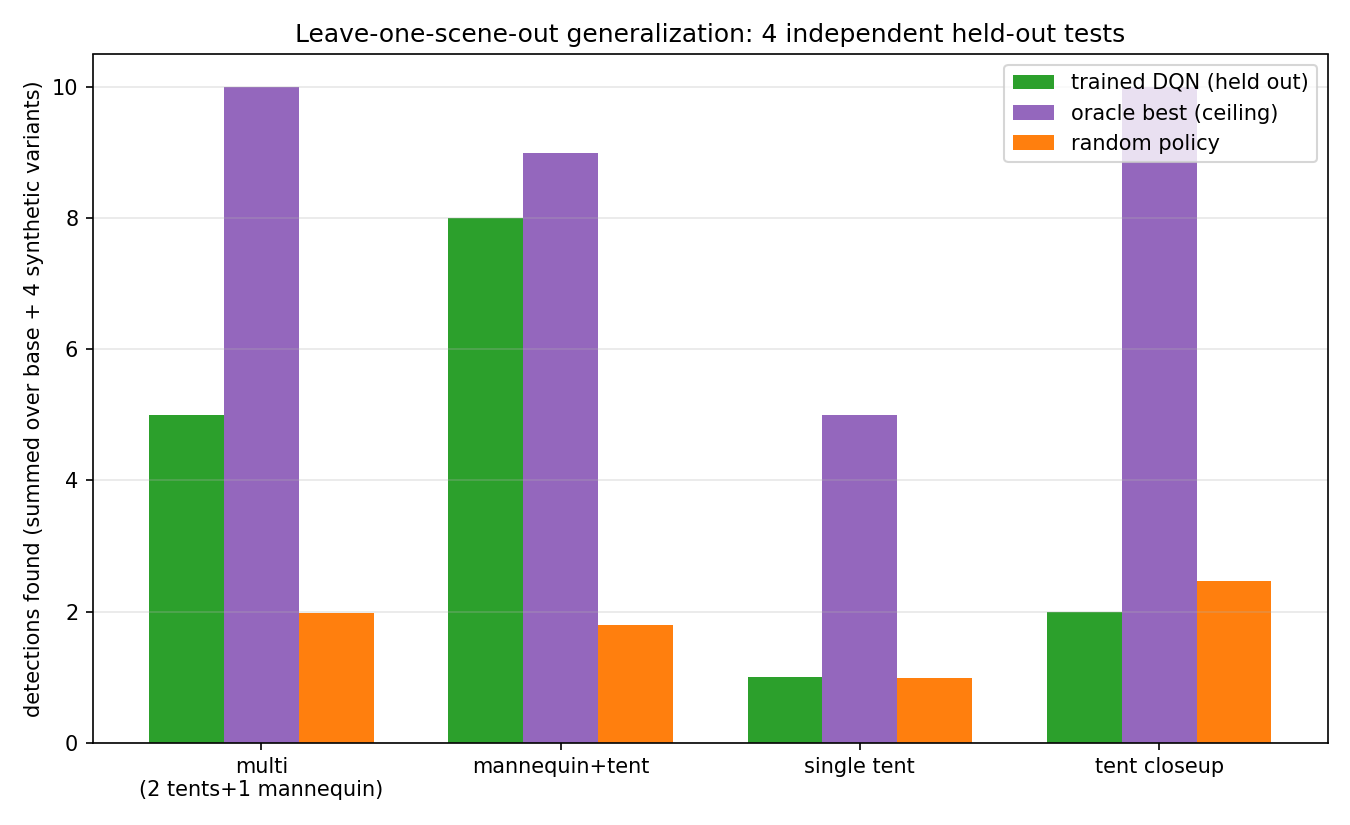 Leave-one-scene-out generalization: 4 independent held-out tests
detections found (summed over base + 4 synthetic variants)
10
8
6
4
2
0
trained DQN (held out)
oracle best (ceiling)
random policy
multi
(2 tents+1 mannequin)
mannequin+tent
single tent
tent closeup